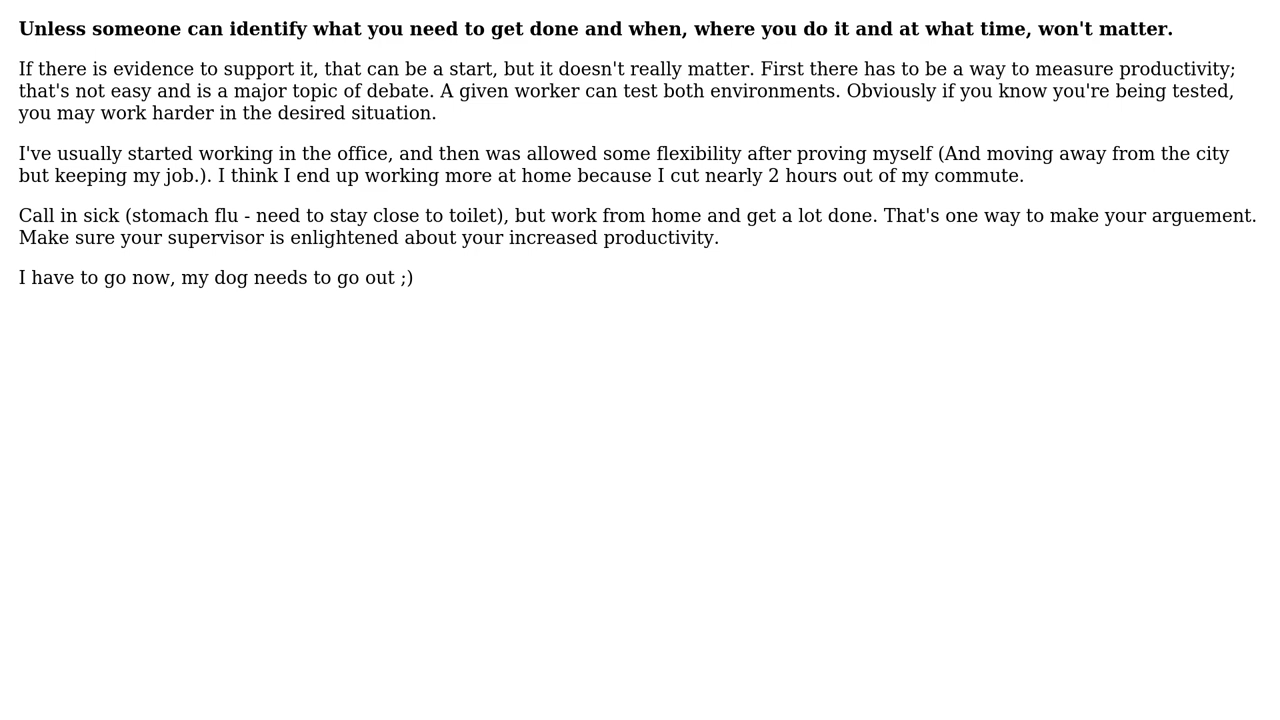 Unless someone can identify what you need to get done and when, where you do it and at what time, won't matter.
If there is evidence to support it, that can be a start, but it doesn't really matter. First there has to be a way to measure productivity;
that's not easy and is a major topic of debate. A given worker can test both environments. Obviously if you know you're being tested,
you may work harder in the desired situation.
I've usually started working in the office, and then was allowed some flexibility after proving myself (And moving away from the city
but keeping my job.). I think I end up working more at home because I cut nearly 2 hours out of my commute.
Call in sick (stomach flu - need to stay close to toilet), but work from home and get a lot done. That's one way to make your arguement.
Make sure your supervisor is enlightened about your increased productivity.
I have to go now, my dog needs to go out ;)